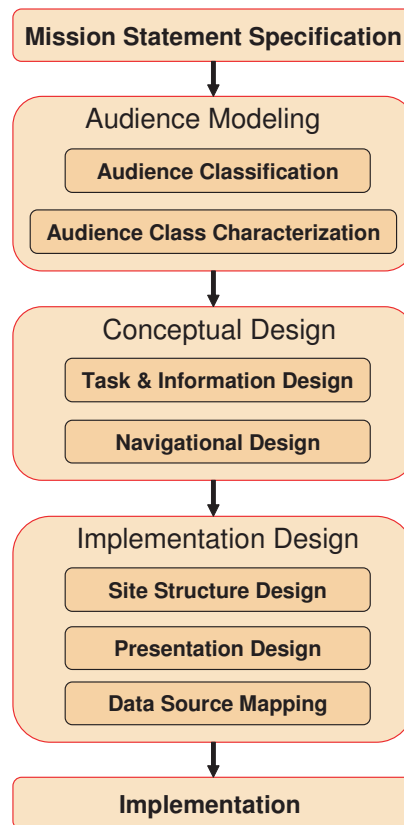 Mission Statement Specification
Audience Modeling
Audience Classification
Audience Class Characterization
Conceptual Design
Task & Information Design
Navigational Design
Implementation Design
Site Structure Design
Presentation Design
Data Source Mapping
Implementation